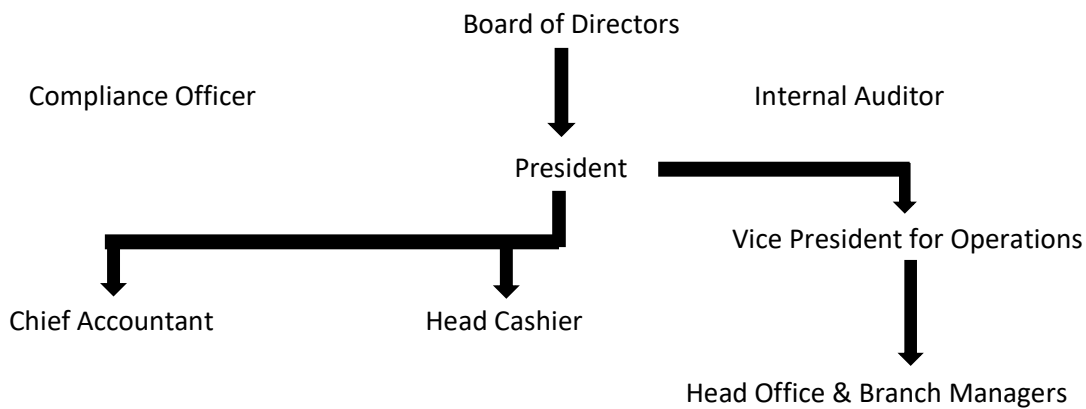 Board of Directors
Compliance Officer
Internal Auditor
President
Vice President for Operations
Chief Accountant
Head Cashier
Head Office & Branch Managers